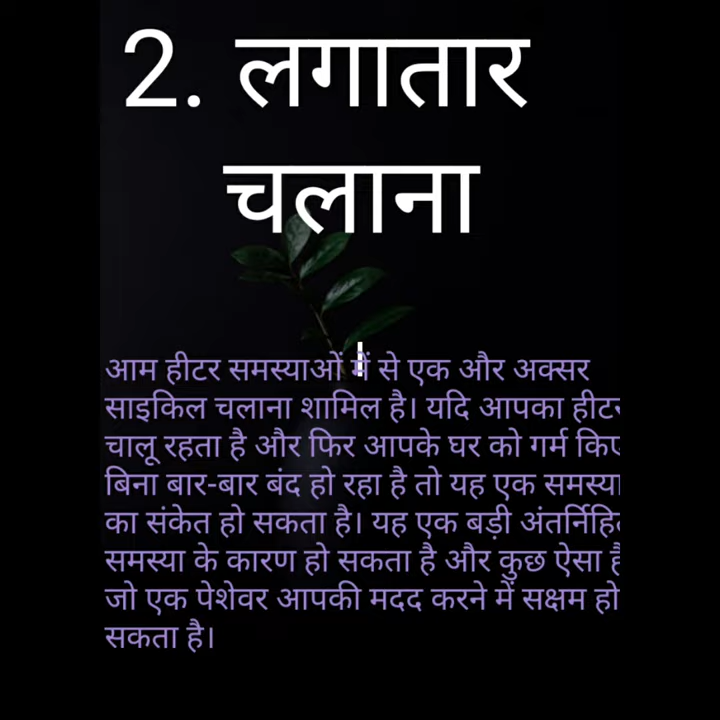 2. लगातार
चलाना
आम हीटर समस्याओं में से एक और अक्सर
साइकिल चलाना शामिल है। यदि आपका हीटर
चालू रहता है और फिर आपके घर को गर्म किए
बिना बार-बार बंद हो रहा है तो यह एक समस्या
का संकेत हो सकता है। यह एक बड़ी अंतर्निहित
समस्या के कारण हो सकता है और कुछ ऐसा है
जो एक पेशेवर आपकी मदद करने में सक्षम हो
सकता है।